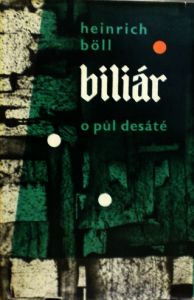 heinrich
böll
biliár
o půl desáté